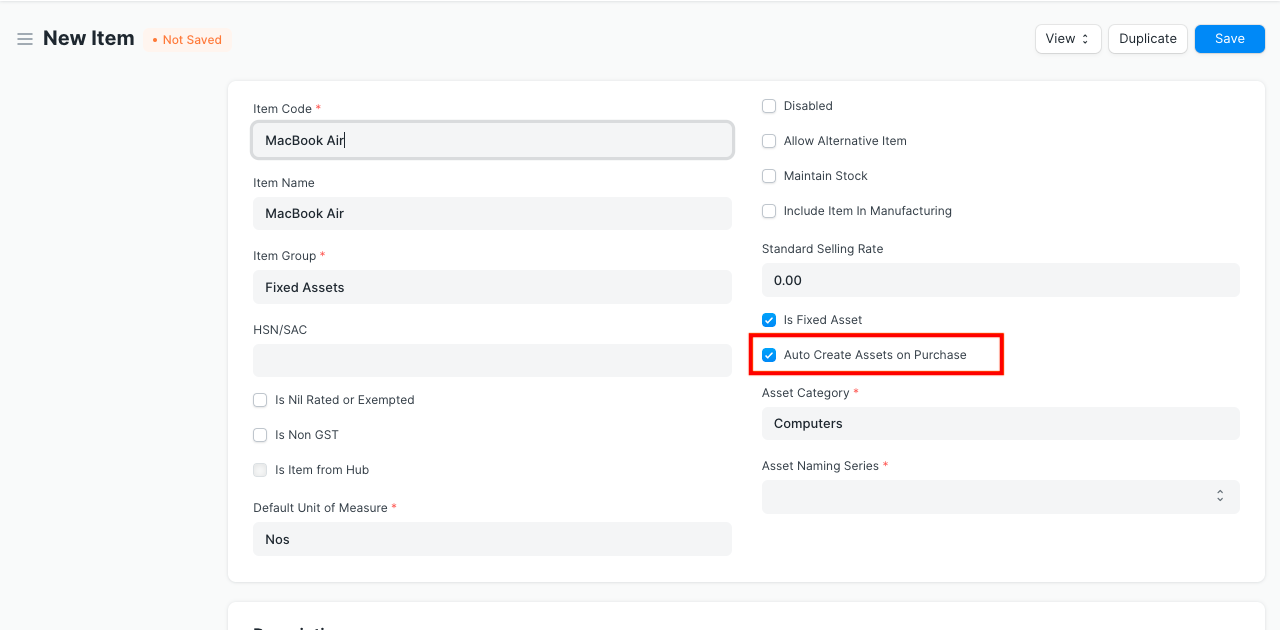 New Item
• Not Saved
View
Duplicate
Save
Item Code *
MacBook Air
Item Name
MacBook Air
Item Group *
Fixed Assets
HSN/SAC
Is Nil Rated or Exempted
Is Non GST
Is Item from Hub
Default Unit of Measure *
Nos
Disabled
Allow Alternative Item
Maintain Stock
Include Item In Manufacturing
Standard Selling Rate
0.00
Is Fixed Asset
Auto Create Assets on Purchase
Asset Category *
Computers
Asset Naming Series *